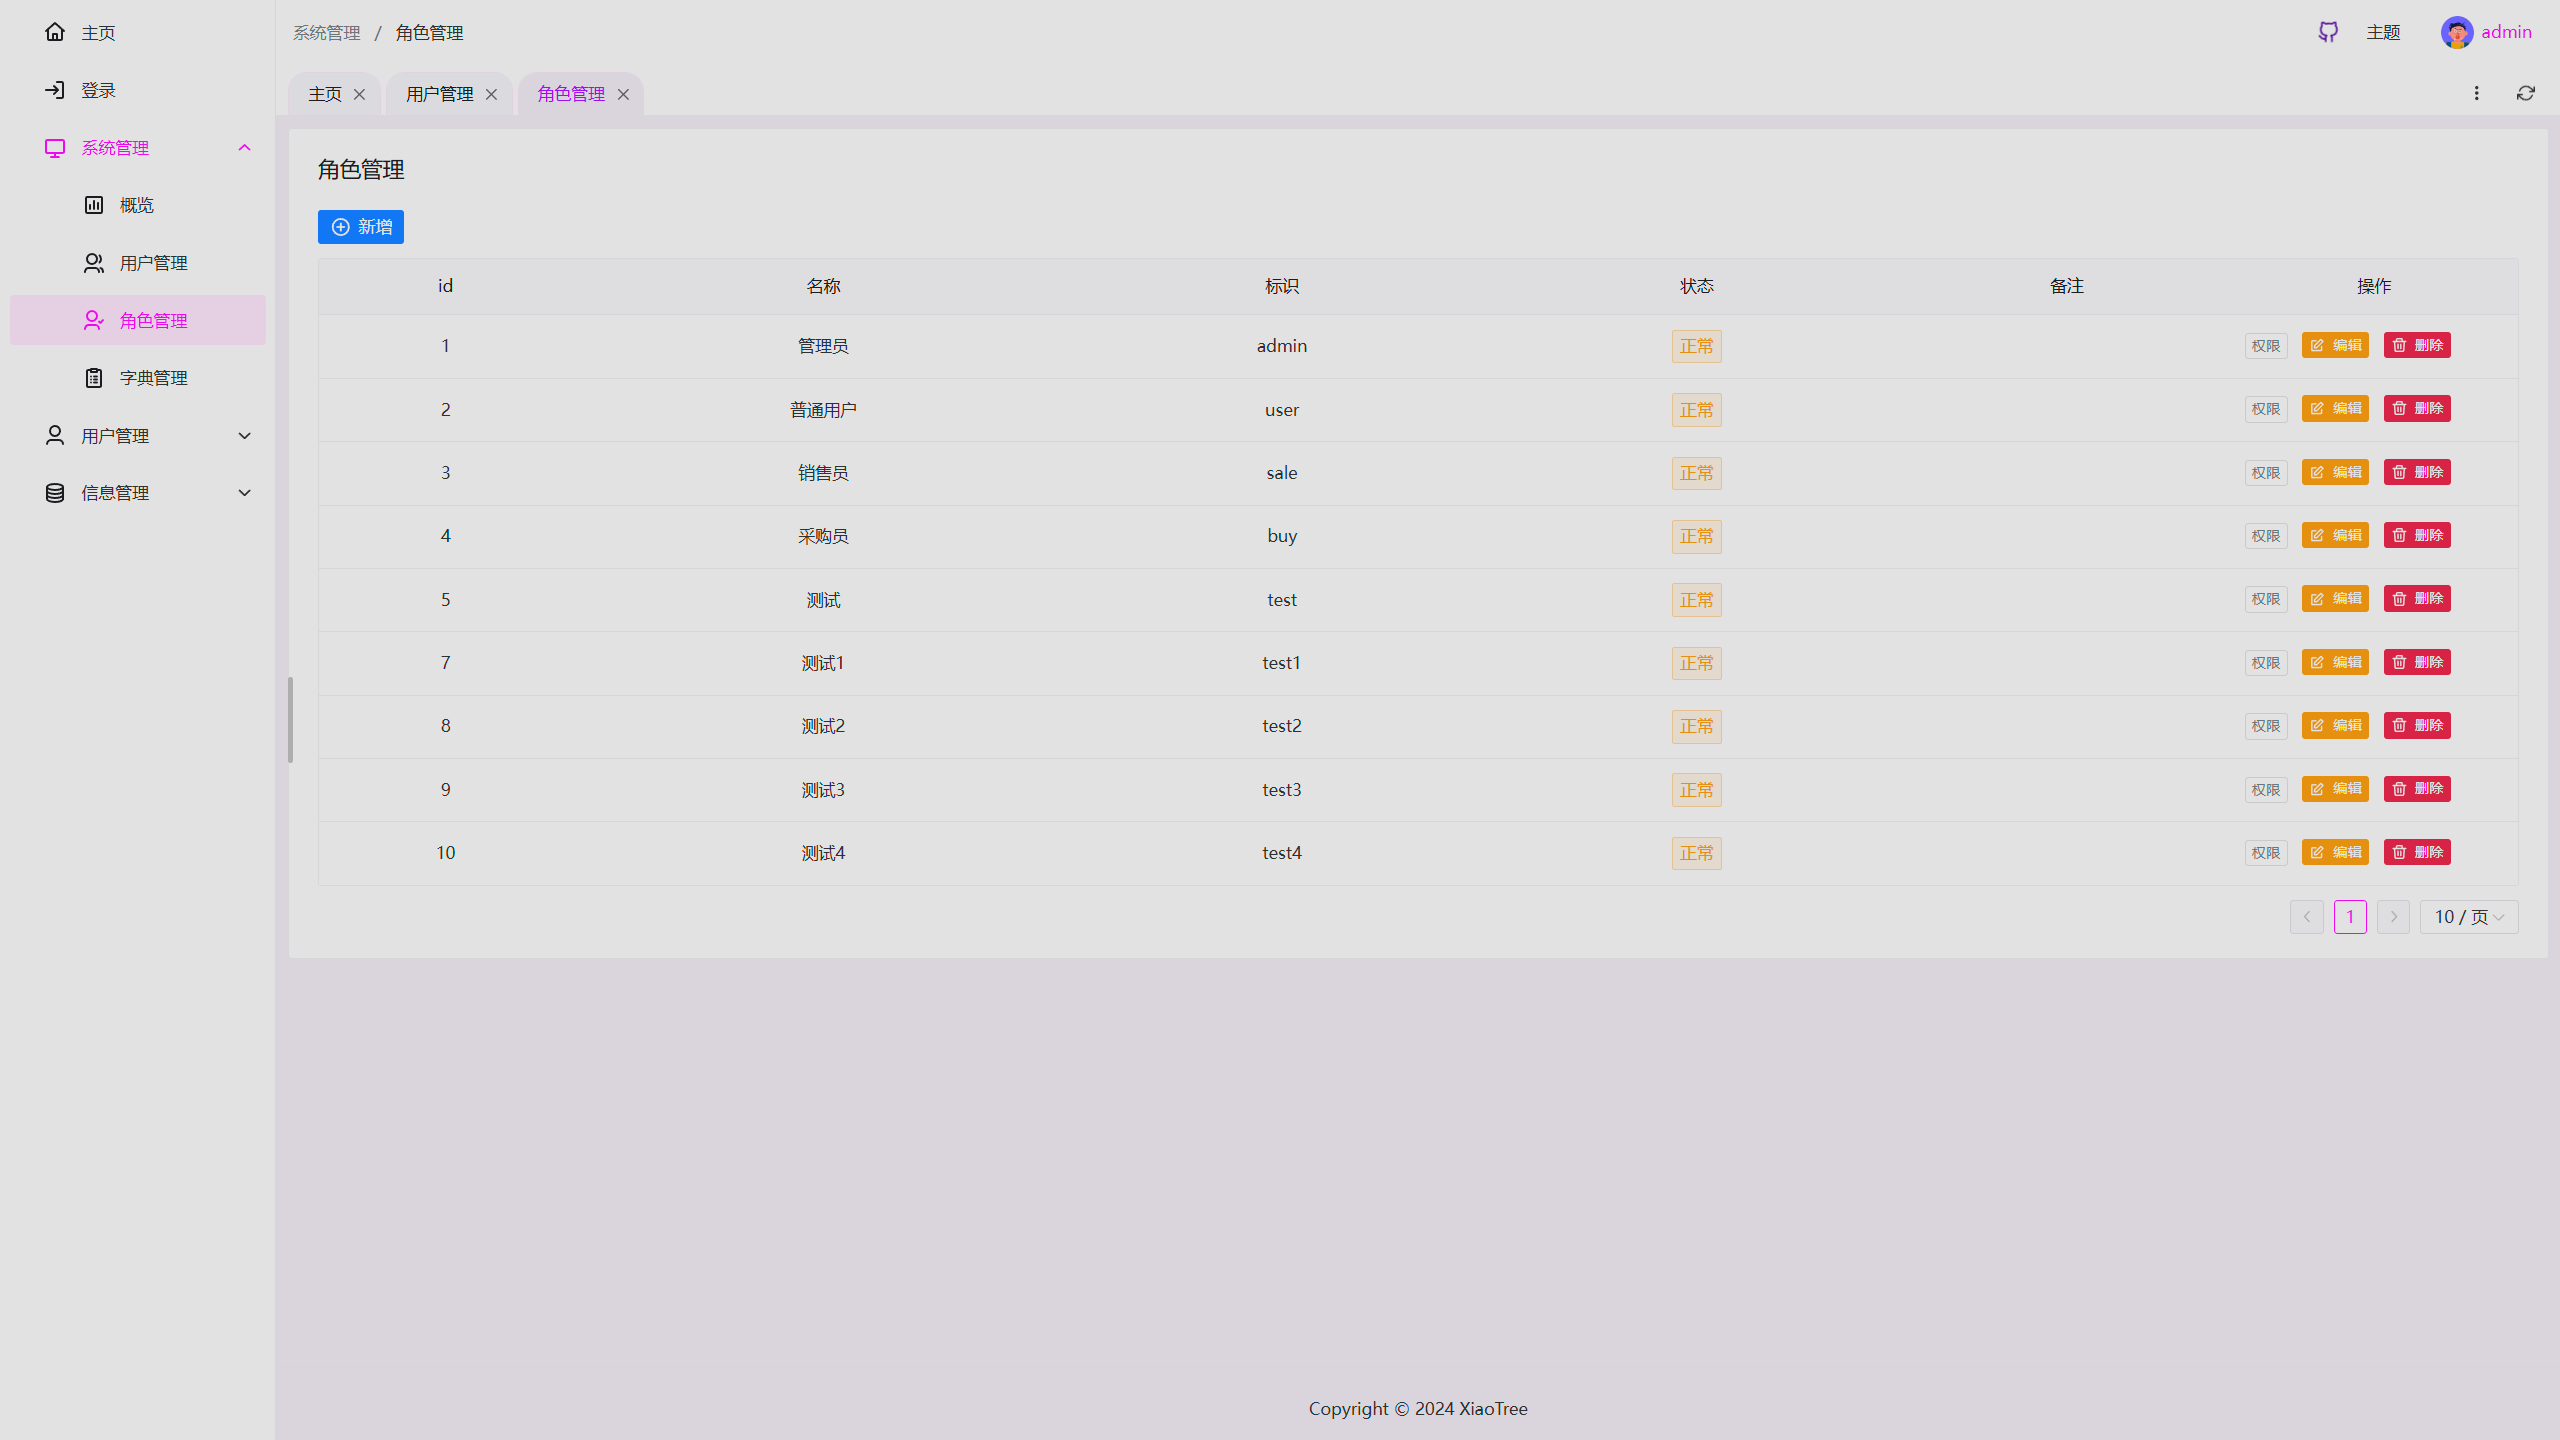 主页
登录
系统管理
概览
用户管理
角色管理
字典管理
用户管理
信息管理
系统管理 / 角色管理
主题 admin
主页 用户管理 角色管理
角色管理
新增
id 名称 标识 状态 备注 操作
1 管理员 admin 正常 权限 编辑 删除
2 普通用户 user 正常 权限 编辑 删除
3 销售员 sale 正常 权限 编辑 删除
4 采购员 buy 正常 权限 编辑 删除
5 测试 test 正常 权限 编辑 删除
7 测试1 test1 正常 权限 编辑 删除
8 测试2 test2 正常 权限 编辑 删除
9 测试3 test3 正常 权限 编辑 删除
10 测试4 test4 正常 权限 编辑 删除
1 10 / 页
Copyright © 2024 XiaoTree